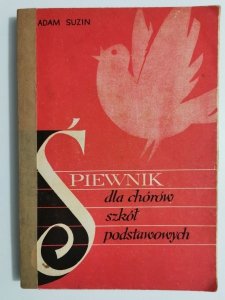 ADAM SUZIN
ŚPIEWNIK
dla chórów
szkół
podstawowych